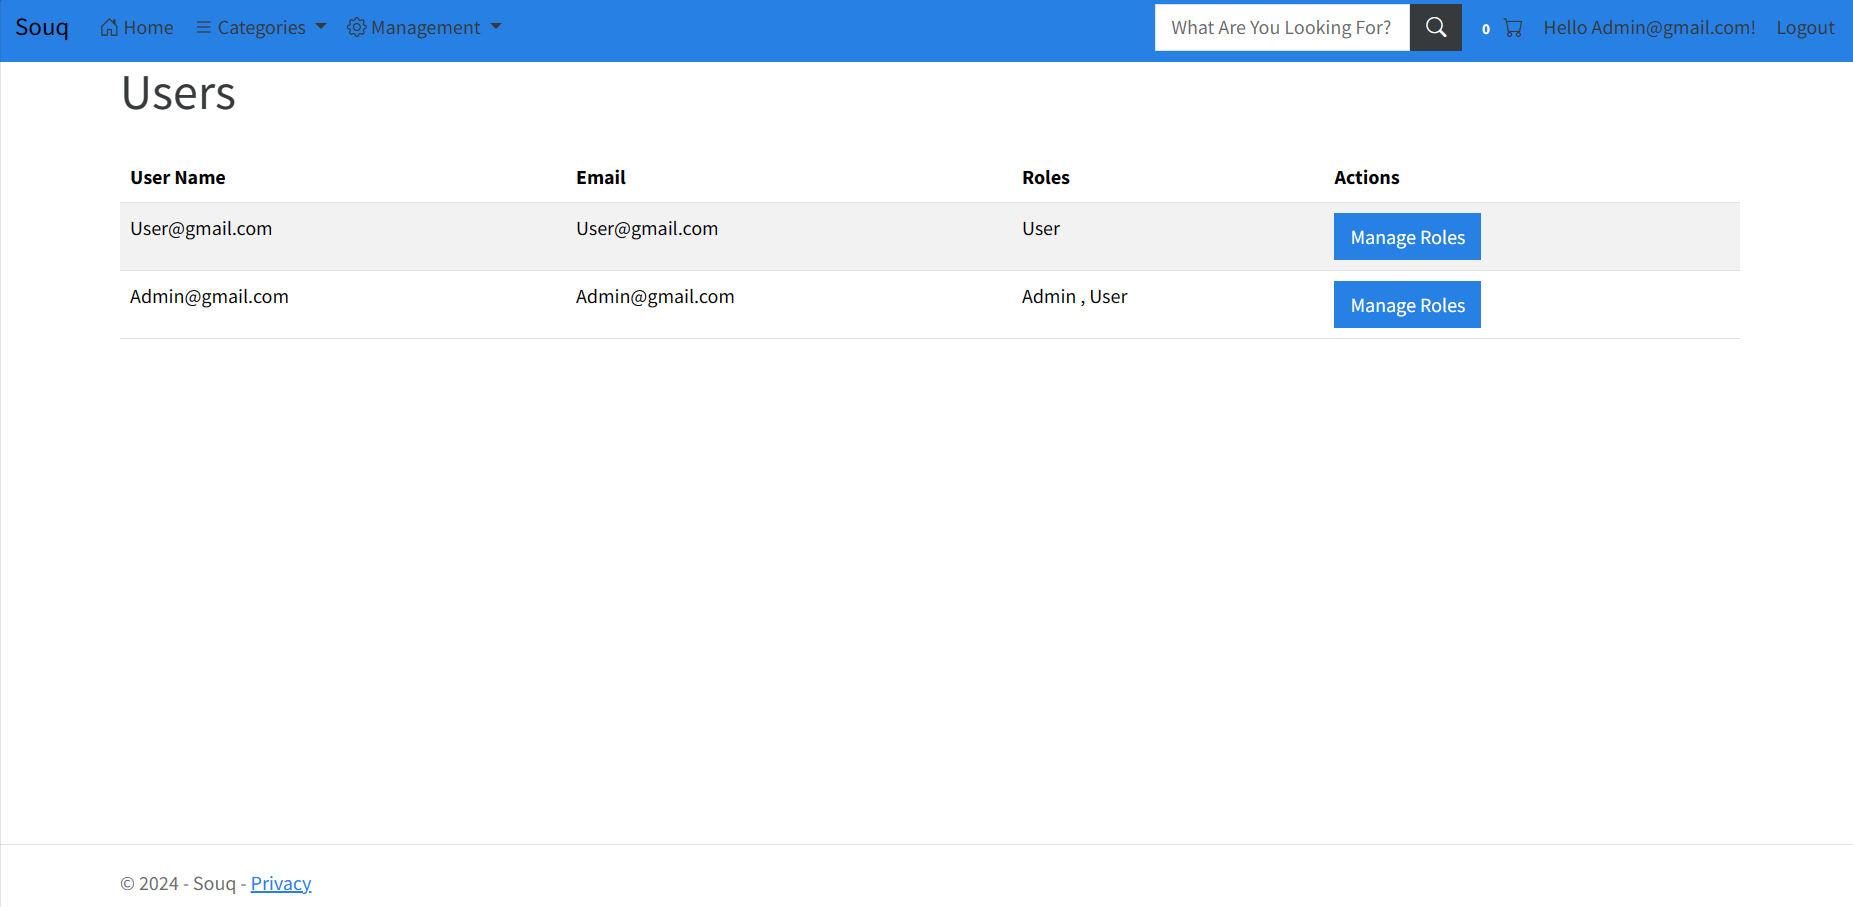 Souq Home Categories Management What Are You Looking For? 0 Hello Admin@gmail.com! Logout
Users
User Name Email Roles Actions
User@gmail.com User@gmail.com User Manage Roles
Admin@gmail.com Admin@gmail.com Admin , User Manage Roles
© 2024 - Souq - Privacy